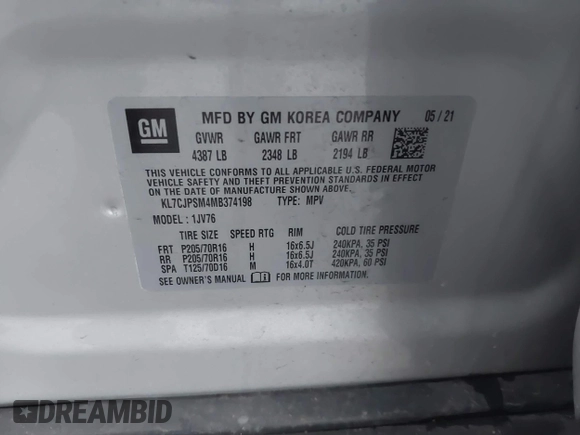 GM
MFD BY GM KOREA COMPANY 05/21
GVWR GAWR FRT GAWR RR
4387 LB 2348 LB 2194 LB
THIS VEHICLE CONFORMS TO ALL APPLICABLE U.S. FEDERAL MOTOR
VEHICLE SAFETY, BUMPER, AND THEFT PREVENTION STANDARDS IN
EFFECT ON THE DATE OF MANUFACTURE SHOWN ABOVE.
KL7CJPSM4MB374198 TYPE: MPV
MODEL: 1JV76
TIRE SIZE SPEED RTG RIM COLD TIRE PRESSURE
FRT P205/70R16 H 16x6.5J 240KPA, 35 PSI
RR P205/70R16 H 16x6.5J 240KPA, 35 PSI
SPA T125/70D16 M 16x4.0T 420KPA, 60 PSI
SEE OWNER'S MANUAL FOR MORE INFORMATION
DREAMBID